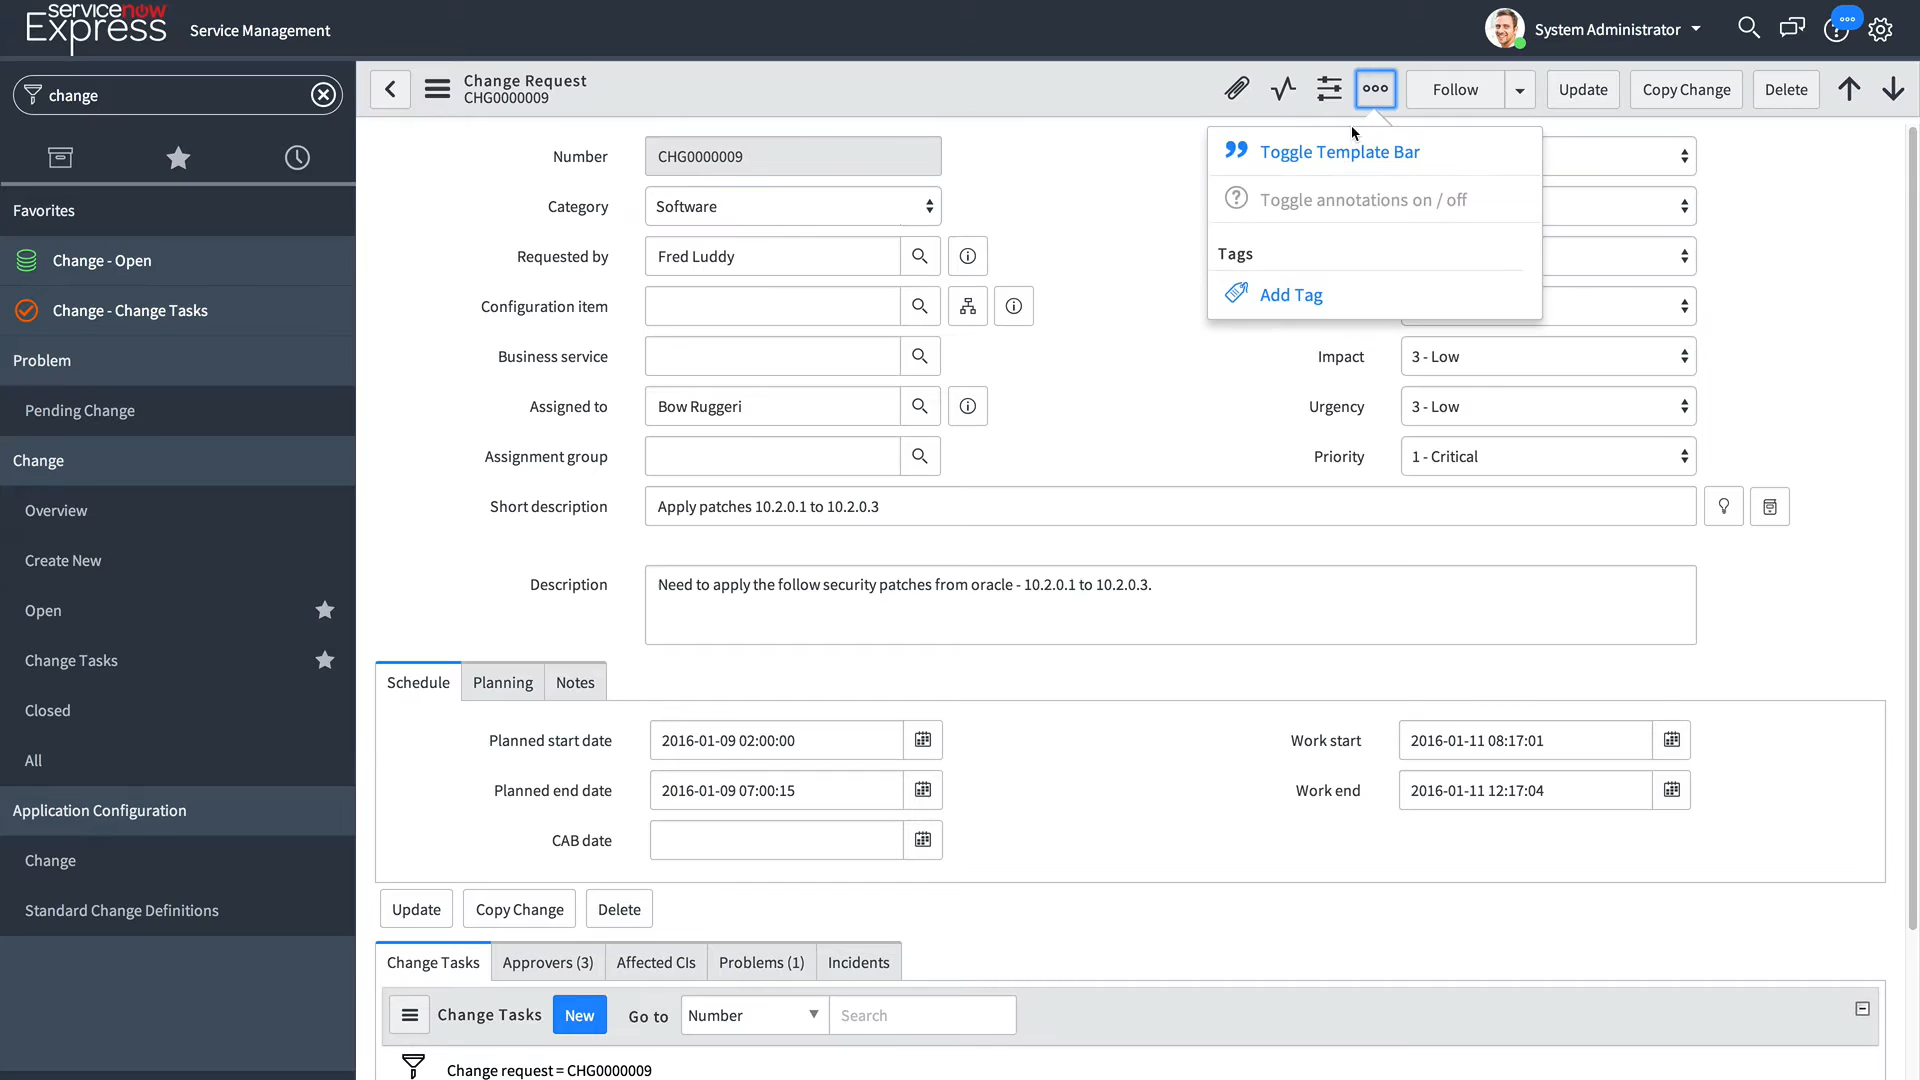 servicenow
Express
Service Management
System Administrator
change
Change Request
CHG0000009
Follow
Update
Copy Change
Delete
Favorites
Change - Open
Change - Change Tasks
Problem
Pending Change
Change
Overview
Create New
Open
Change Tasks
Closed
All
Application Configuration
Change
Standard Change Definitions
Number CHG0000009
Category Software
Requested by Fred Luddy
Configuration item
Business service
Assigned to Bow Ruggeri
Assignment group
Toggle Template Bar
Toggle annotations on / off
Tags
Add Tag
Impact 3 - Low
Urgency 3 - Low
Priority 1 - Critical
Short description Apply patches 10.2.0.1 to 10.2.0.3
Description Need to apply the follow security patches from oracle - 10.2.0.1 to 10.2.0.3.
Schedule Planning Notes
Planned start date 2016-01-09 02:00:00 Work start 2016-01-11 08:17:01
Planned end date 2016-01-09 07:00:15 Work end 2016-01-11 12:17:04
CAB date
Update Copy Change Delete
Change Tasks Approvers (3) Affected CIs Problems (1) Incidents
Change Tasks New Go to Number Search
Change request = CHG0000009